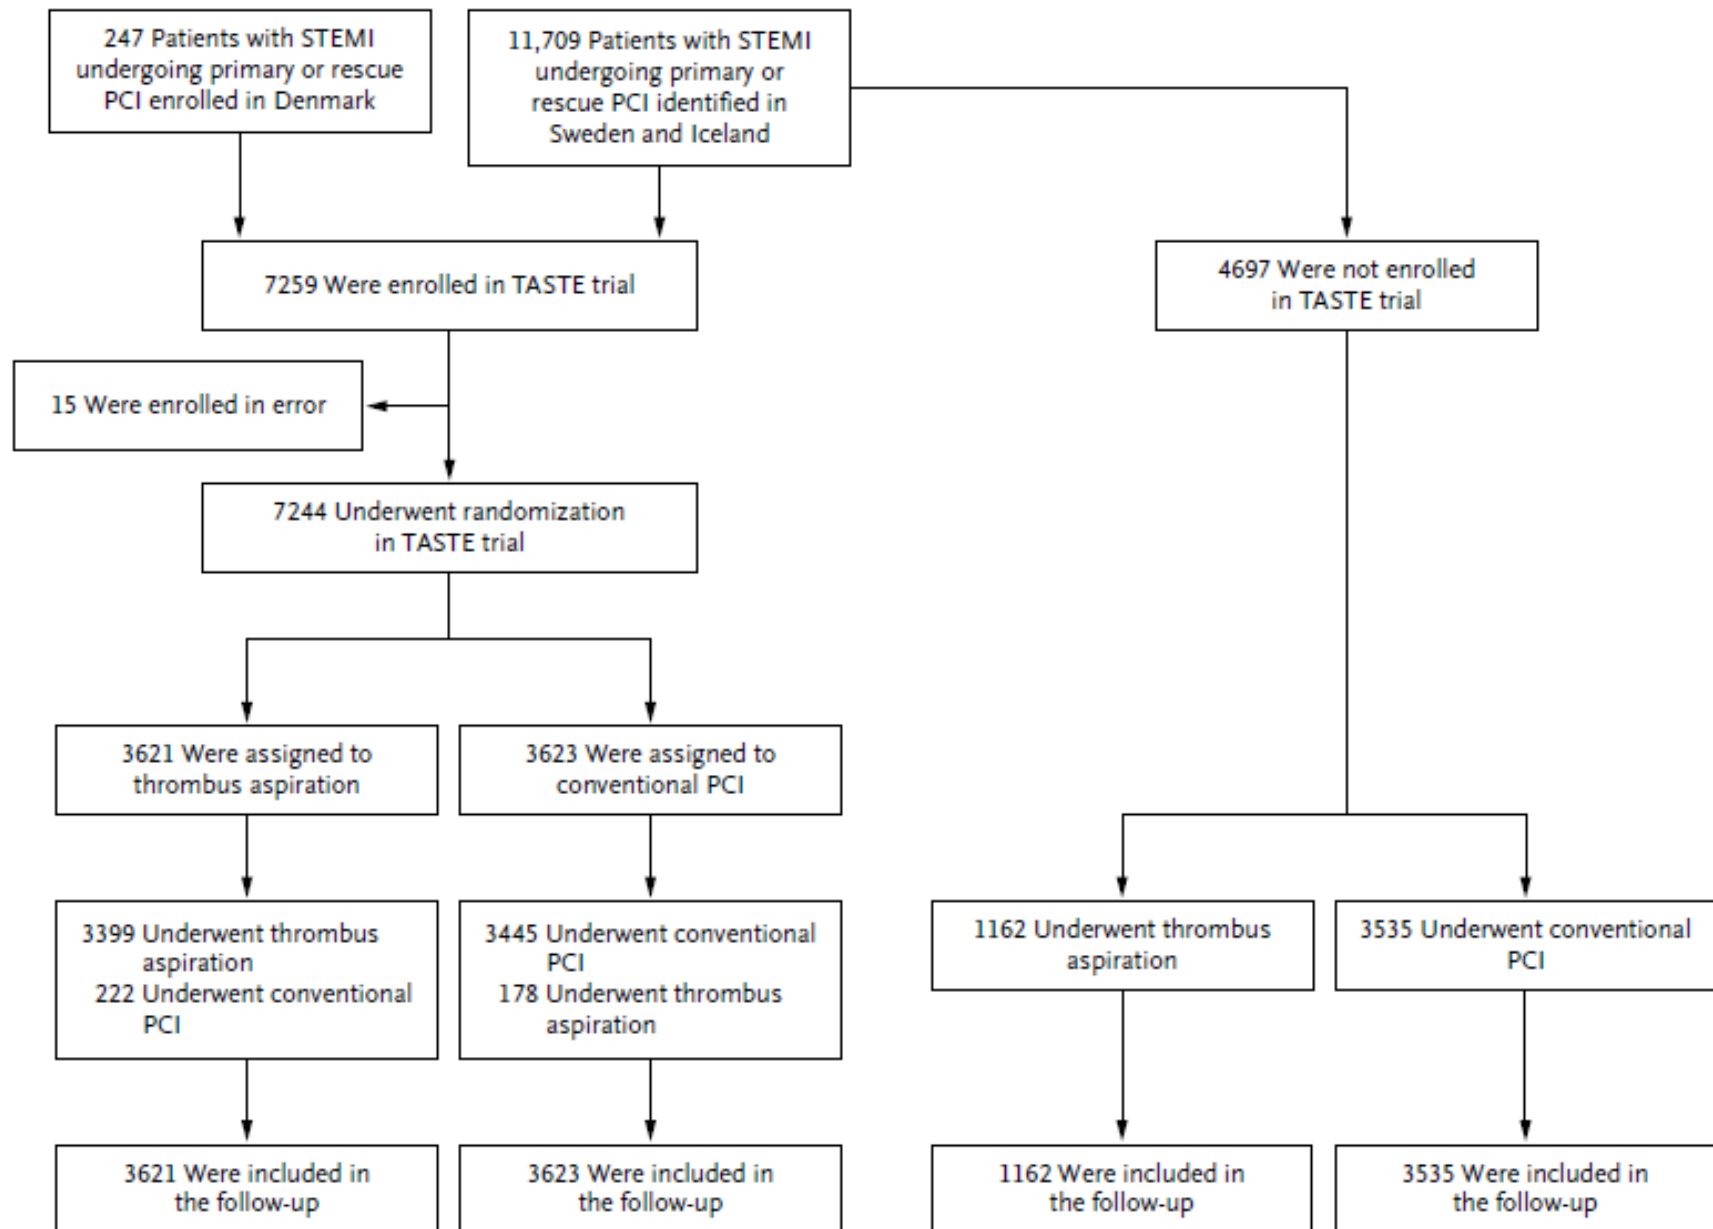 247 Patients with STEMI
undergoing primary or rescue
PCI enrolled in Denmark
11,709 Patients with STEMI
undergoing primary or
rescue PCI identified in
Sweden and Iceland
7259 Were enrolled in TASTE trial
4697 Were not enrolled
in TASTE trial
15 Were enrolled in error
7244 Underwent randomization
in TASTE trial
3621 Were assigned to
thrombus aspiration
3623 Were assigned to
conventional PCI
3399 Underwent thrombus
aspiration
222 Underwent conventional
PCI
3445 Underwent conventional
PCI
178 Underwent thrombus
aspiration
1162 Underwent thrombus
aspiration
3535 Underwent conventional
PCI
3621 Were included in
the follow-up
3623 Were included in
the follow-up
1162 Were included in
the follow-up
3535 Were included in
the follow-up